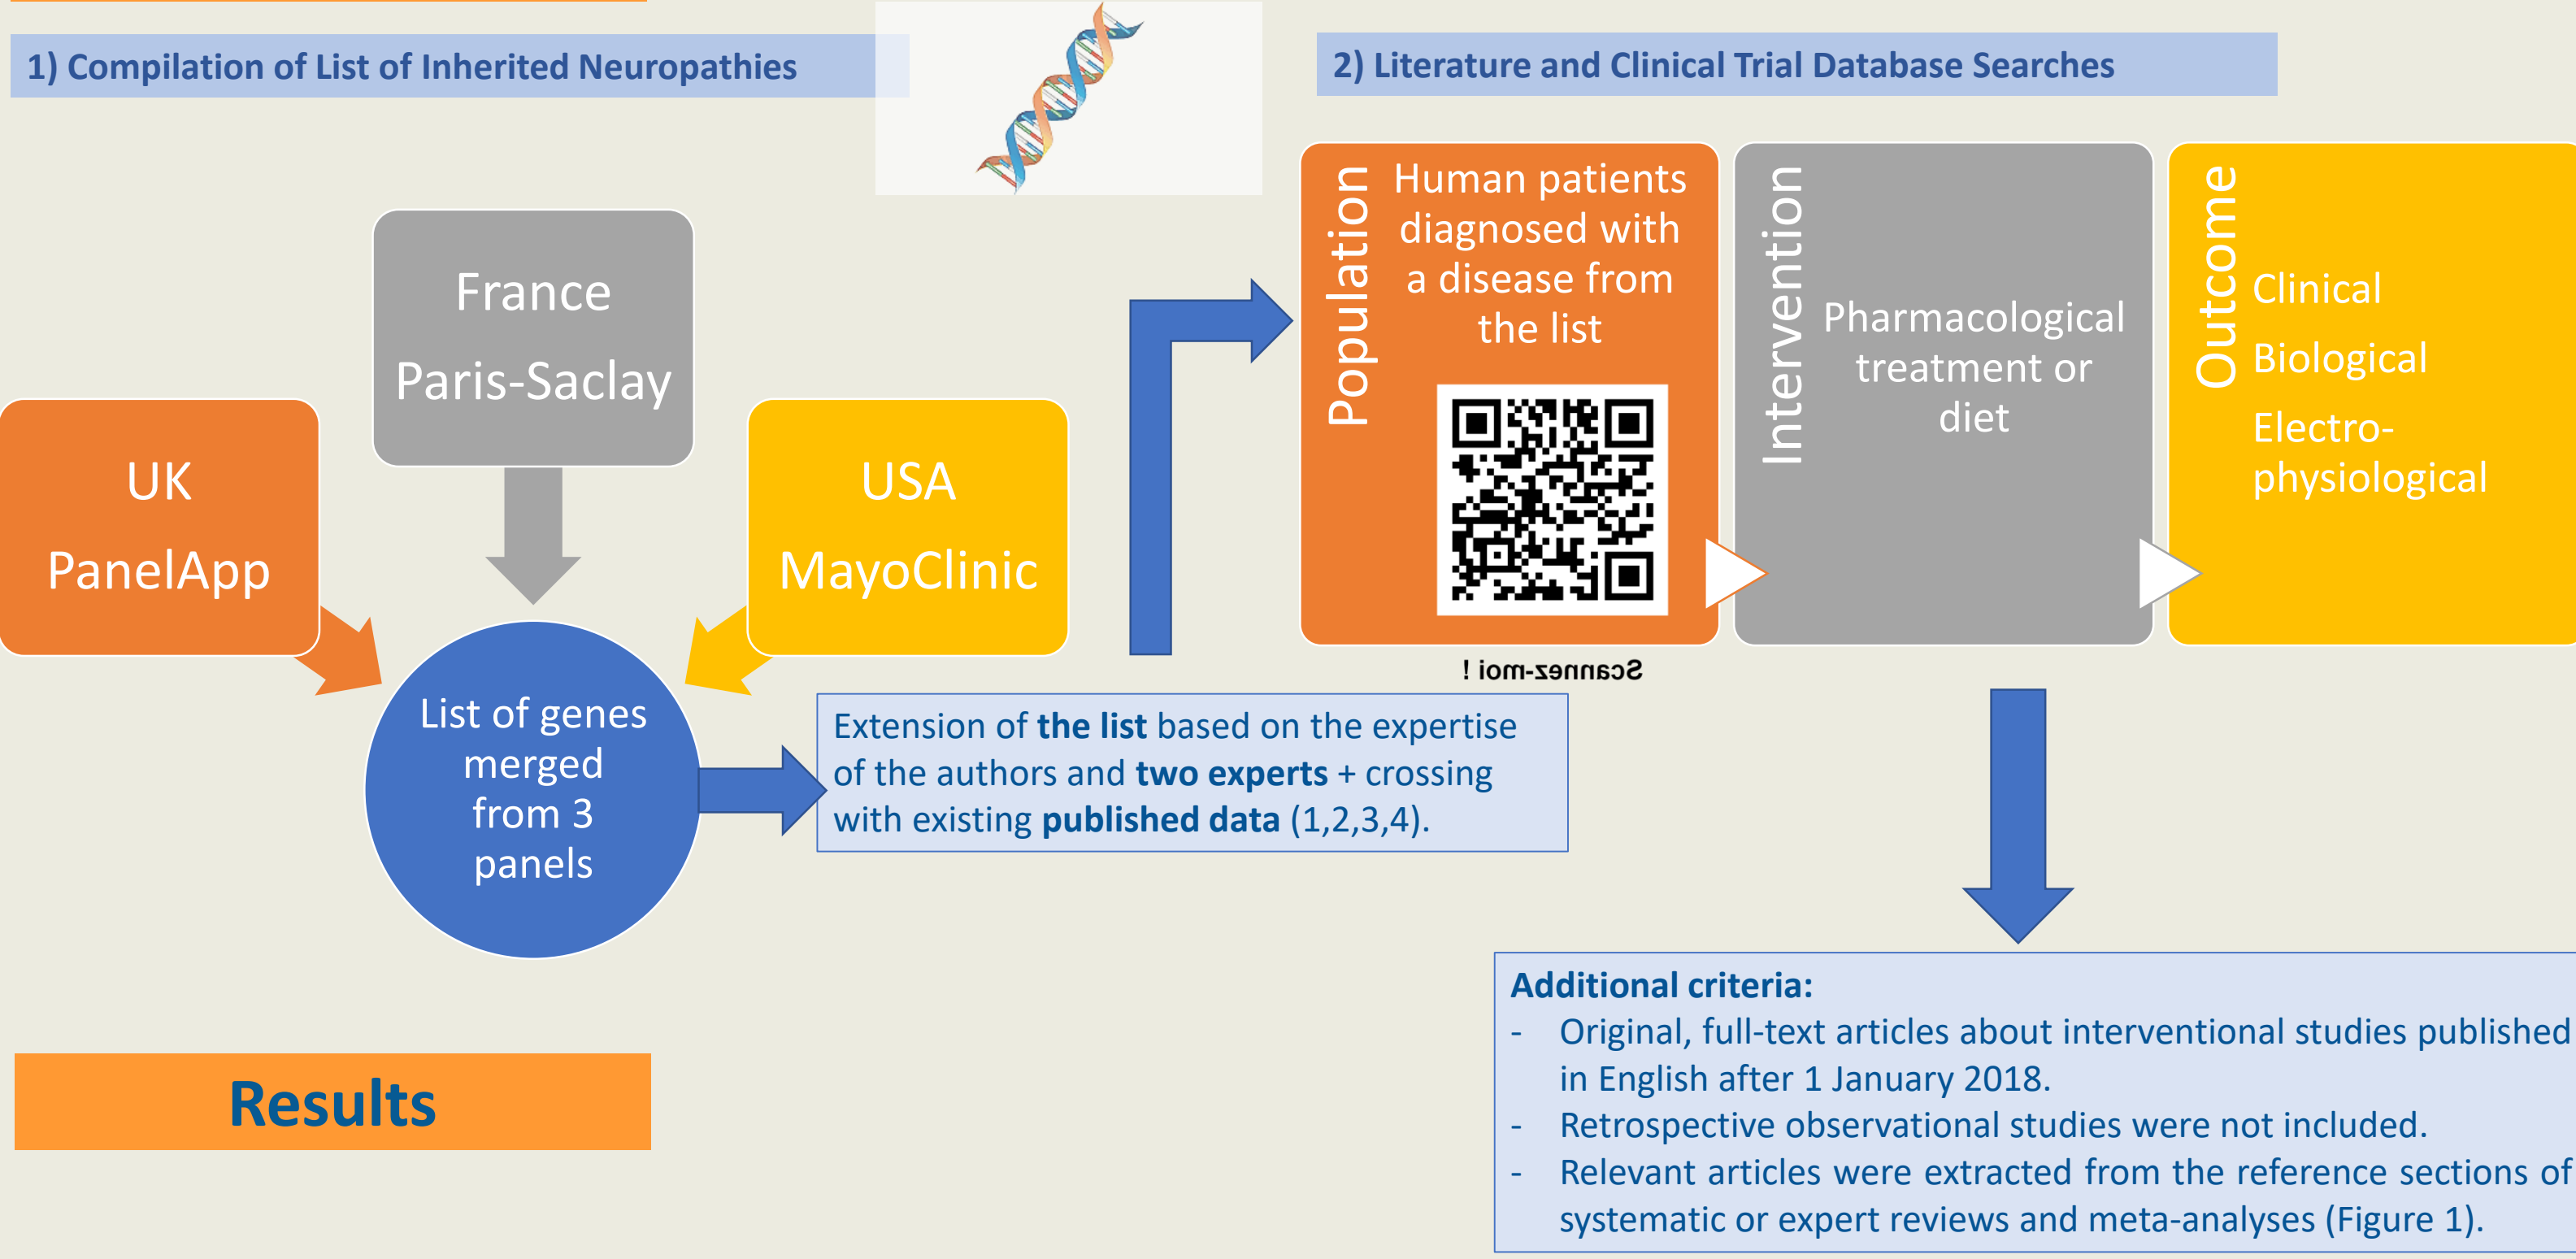 1) Compilation of List of Inherited Neuropathies
France
Paris-Saclay
UK
PanelApp
USA
MayoClinic
List of genes
merged
from 3
panels
Extension of the list based on the expertise
of the authors and two experts + crossing
with existing published data (1,2,3,4).
2) Literature and Clinical Trial Database Searches
Population
Human patients
diagnosed with
a disease from
the list
Scannez-moi !
Intervention
Pharmacological
treatment or
diet
Outcome
Clinical
Biological
Electro-
physiological
Additional criteria:
- Original, full-text articles about interventional studies published
in English after 1 January 2018.
- Retrospective observational studies were not included.
- Relevant articles were extracted from the reference sections of
systematic or expert reviews and meta-analyses (Figure 1).
Results